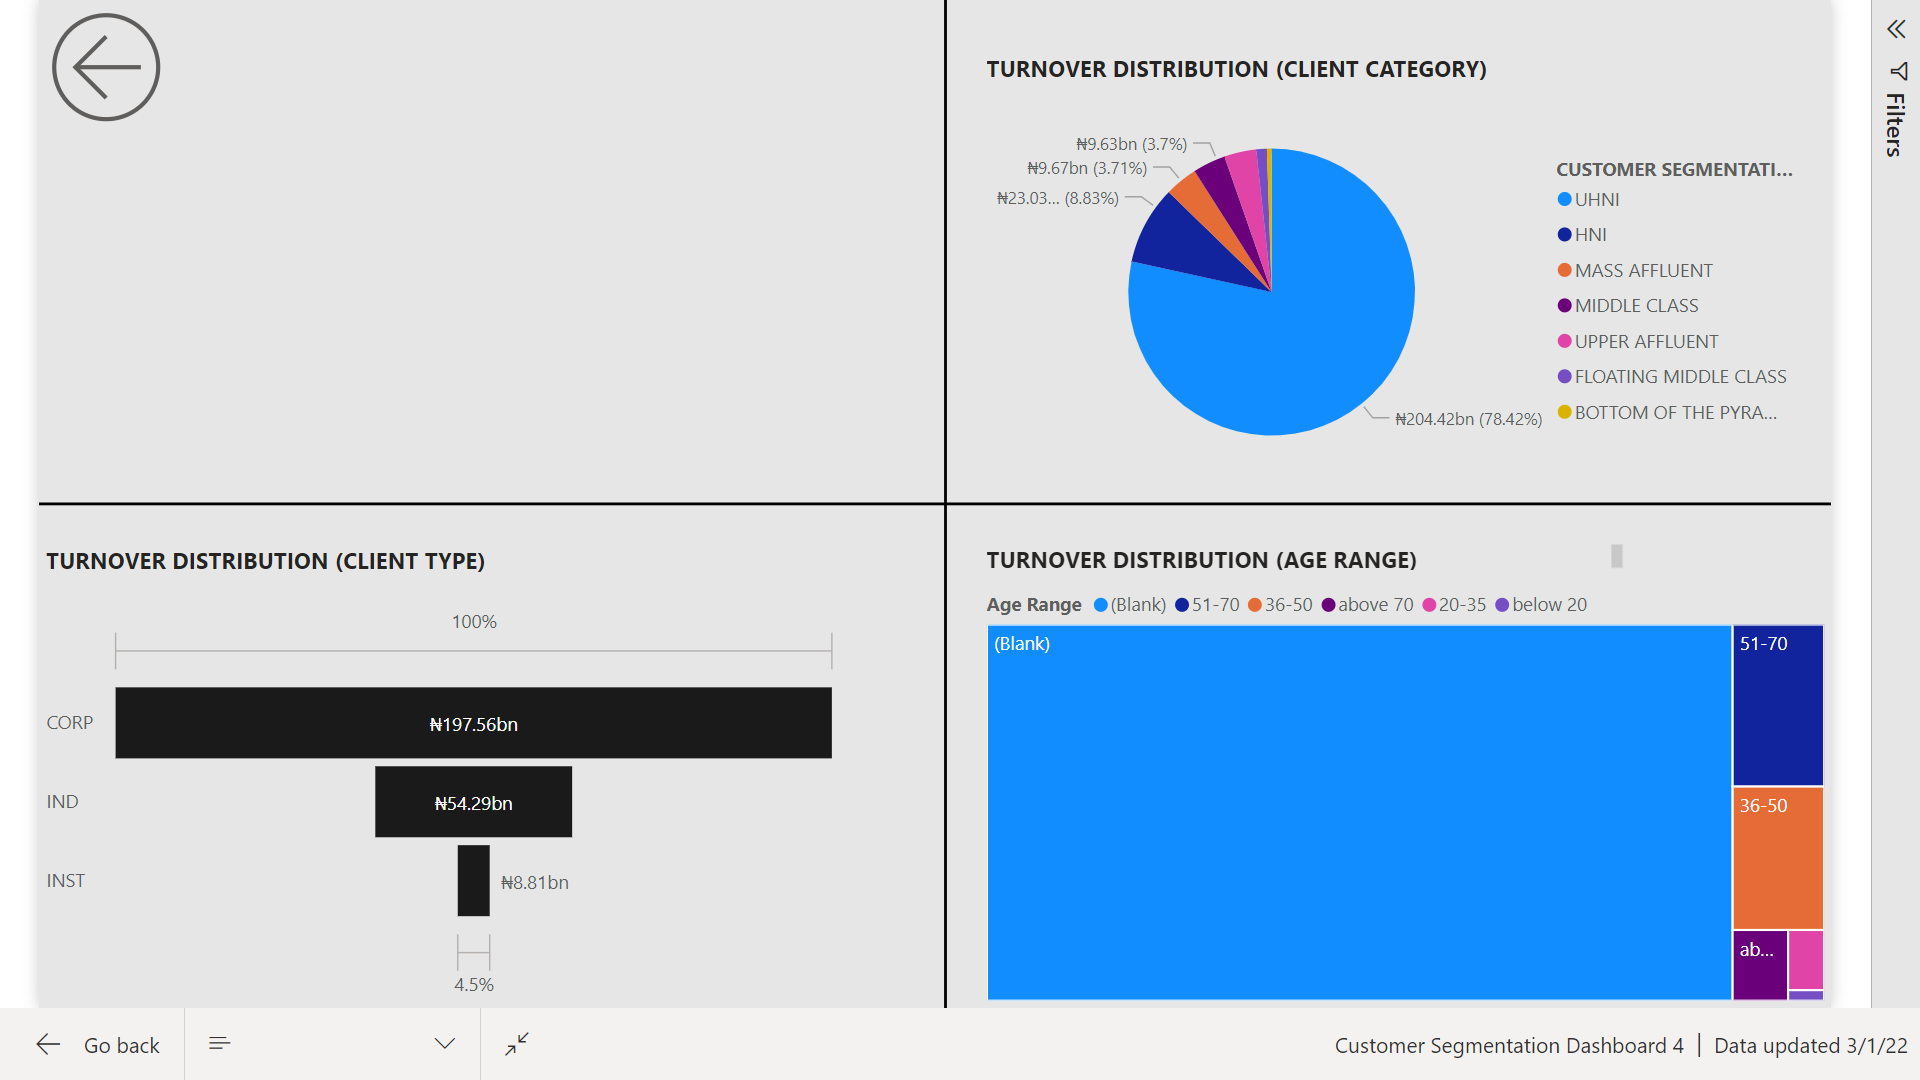 TURNOVER DISTRIBUTION (CLIENT CATEGORY)
₦9.63bn (3.7%)
₦9.67bn (3.71%)
₦23.03... (8.83%)
₦204.42bn (78.42%)
CUSTOMER SEGMENTATI...
UHNI
HNI
MASS AFFLUENT
MIDDLE CLASS
UPPER AFFLUENT
FLOATING MIDDLE CLASS
BOTTOM OF THE PYRA...
Filters
TURNOVER DISTRIBUTION (CLIENT TYPE)
100%
CORP ₦197.56bn
IND ₦54.29bn
INST ₦8.81bn
4.5%
TURNOVER DISTRIBUTION (AGE RANGE)
Age Range (Blank) 51-70 36-50 above 70 20-35 below 20
(Blank)
51-70
36-50
ab...
Go back
Customer Segmentation Dashboard 4 | Data updated 3/1/22